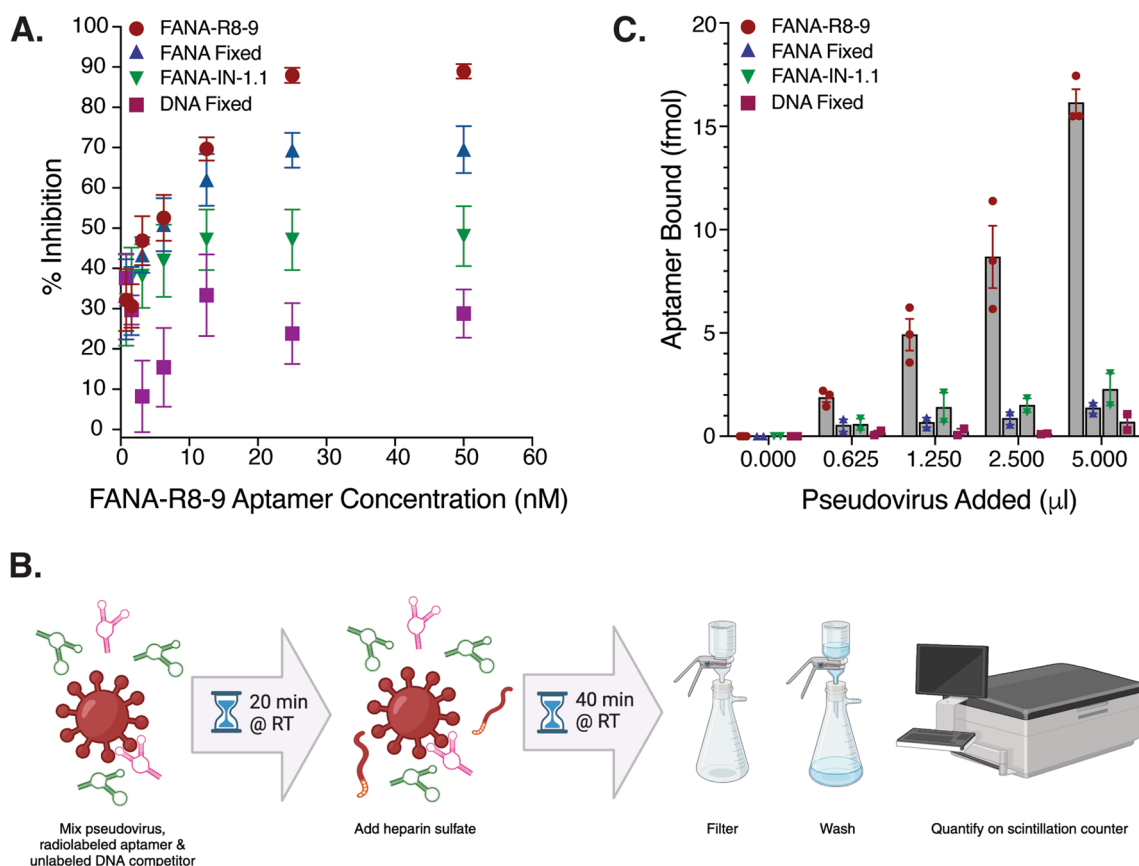 A.
FANA-R8-9
FANA Fixed
FANA-IN-1.1
DNA Fixed
% Inhibition
100
90
80
70
60
50
40
30
20
10
0
0
10
20
30
40
50
60
FANA-R8-9 Aptamer Concentration (nM)
C.
FANA-R8-9
FANA Fixed
FANA-IN-1.1
DNA Fixed
Aptamer Bound (fmol)
20
15
10
5
0
0.000
0.625
1.250
2.500
5.000
Pseudovirus Added (μl)
B.
20 min
@ RT
40 min
@ RT
Mix pseudovirus,
radiolabeled aptamer &
unlabeled DNA competitor
Add heparin sulfate
Filter
Wash
Quantify on scintillation counter